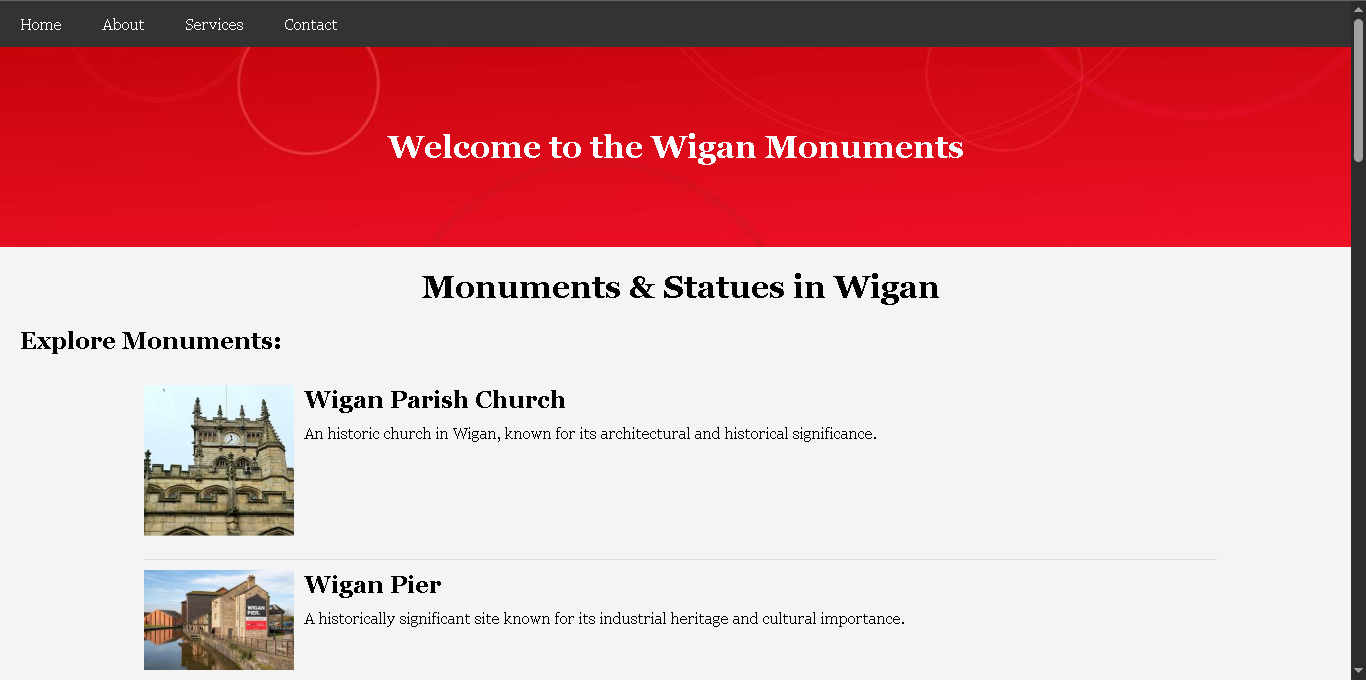 Home About Services Contact
Welcome to the Wigan Monuments
Monuments & Statues in Wigan
Explore Monuments:
Wigan Parish Church
An historic church in Wigan, known for its architectural and historical significance.
Wigan Pier
A historically significant site known for its industrial heritage and cultural importance.
WIGAN
PIER.